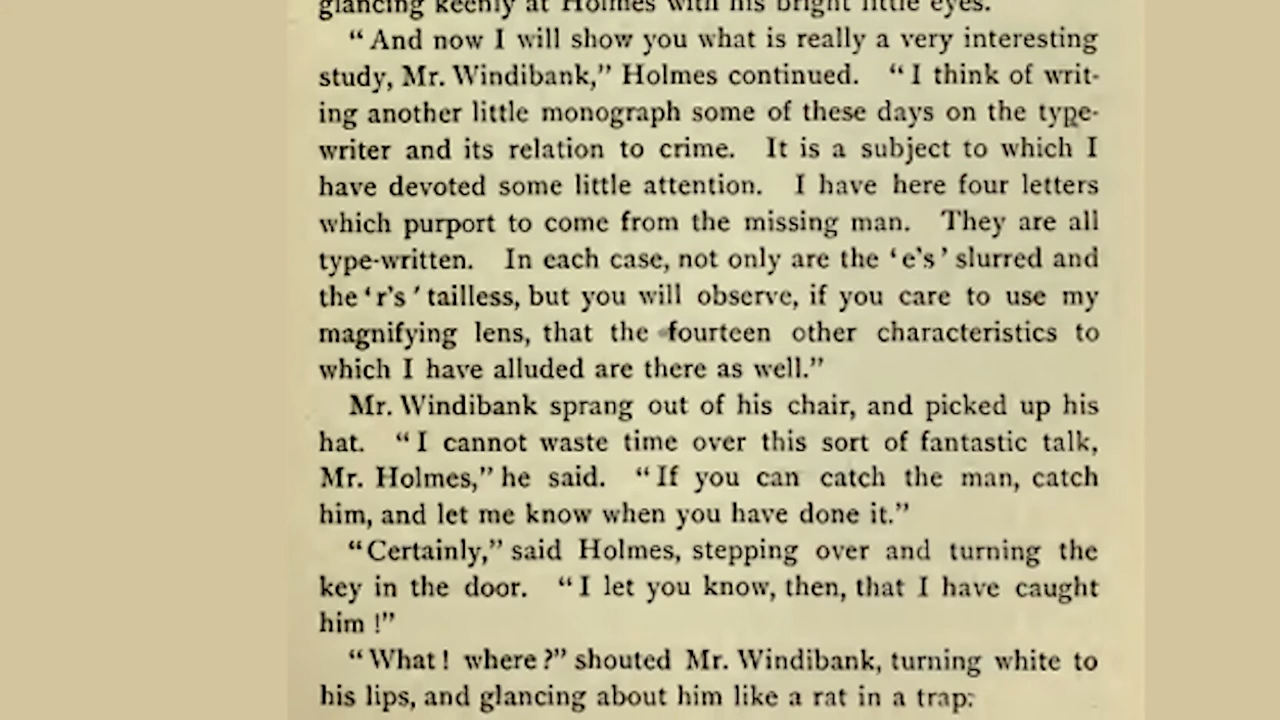 glancing keenly at Holmes with his bright little eyes.
“And now I will show you what is really a very interesting
study, Mr. Windibank,” Holmes continued. “I think of writ-
ing another little monograph some of these days on the type-
writer and its relation to crime. It is a subject to which I
have devoted some little attention. I have here four letters
which purport to come from the missing man. They are all
type-written. In each case, not only are the ‘e's’ slurred and
the ‘r's’ tailless, but you will observe, if you care to use my
magnifying lens, that the fourteen other characteristics to
which I have alluded are there as well.”
Mr. Windibank sprang out of his chair, and picked up his
hat. “I cannot waste time over this sort of fantastic talk,
Mr. Holmes,” he said. “If you can catch the man, catch
him, and let me know when you have done it.”
“Certainly,” said Holmes, stepping over and turning the
key in the door. “I let you know, then, that I have caught
him!”
“What! where?” shouted Mr. Windibank, turning white to
his lips, and glancing about him like a rat in a trap.